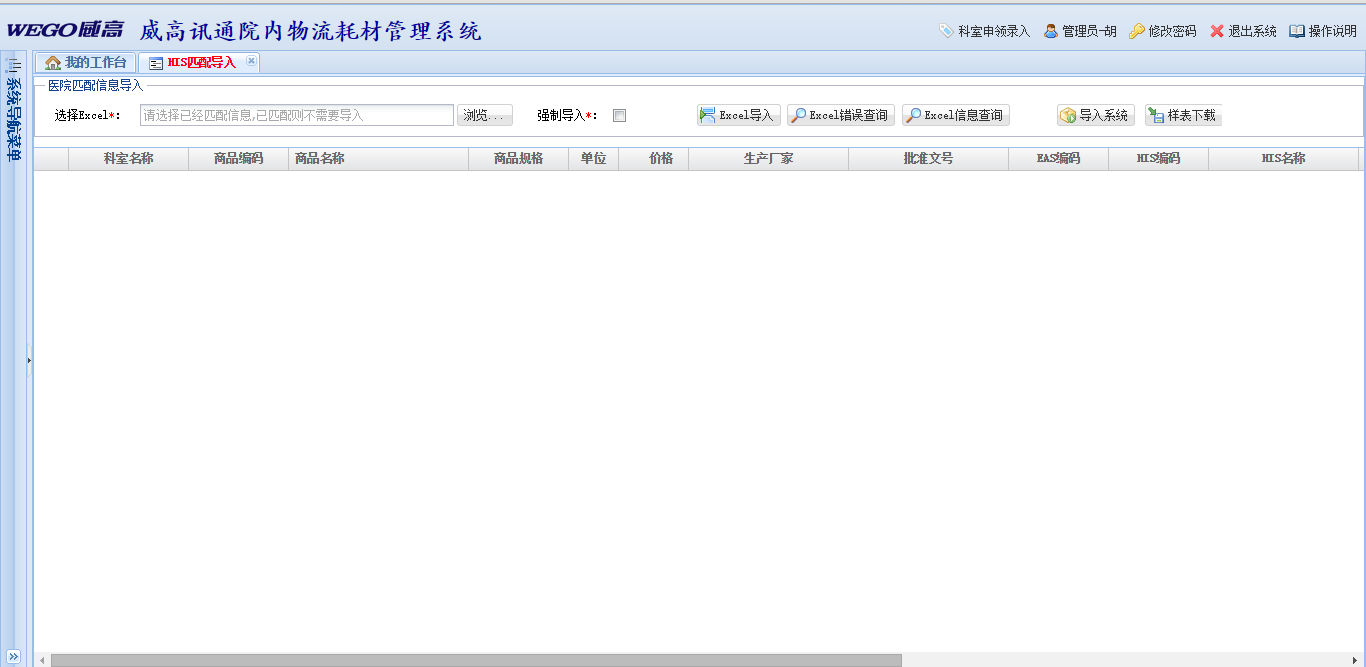 WEGO威高 威高讯通院内物流耗材管理系统 科室申领录入 管理员-胡 修改密码 退出系统 操作说明
我的工作台 HIS匹配导入
系统导航菜单
医院匹配信息导入
选择Excel*: 请选择已经匹配信息,已匹配则不需要导入 浏览... 强制导入*: Excel导入 Excel错误查询 Excel信息查询 导入系统 样表下载
科室名称 商品编码 商品名称 商品规格 单位 价格 生产厂家 批准文号 EAS编码 HIS编码 HIS名称